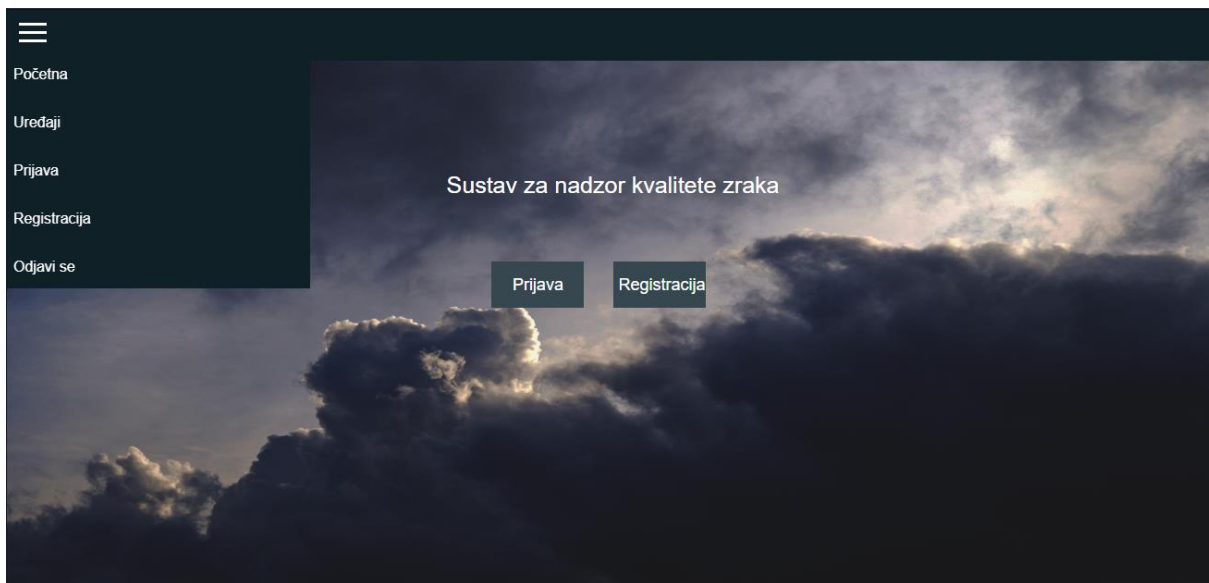 Početna
Uređaji
Prijava
Registracija
Odjavi se
Sustav za nadzor kvalitete zraka
Prijava
Registracija